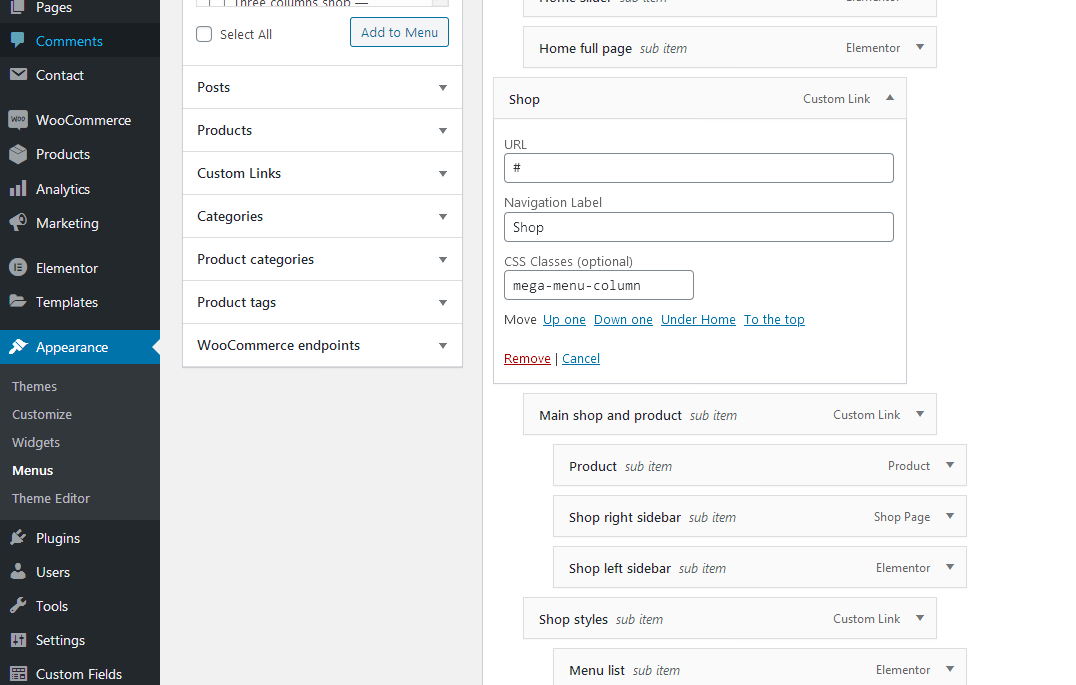 Pages
Comments
Contact
WOO
WooCommerce
Products
Analytics
Marketing
Elementor
Templates
Appearance
Themes
Customize
Widgets
Menus
Theme Editor
Plugins
Users
Tools
Settings
Custom Fields
Three columns shop —
Select All
Add to Menu
Posts
Products
Custom Links
Categories
Product categories
Product tags
WooCommerce endpoints
Home slider sub item Elementor
Home full page sub item Elementor
Shop Custom Link
URL
#
Navigation Label
Shop
CSS Classes (optional)
mega-menu-column
Move Up one Down one Under Home To the top
Remove | Cancel
Main shop and product sub item Custom Link
Product sub item Product
Shop right sidebar sub item Shop Page
Shop left sidebar sub item Elementor
Shop styles sub item Custom Link
Menu list sub item Elementor